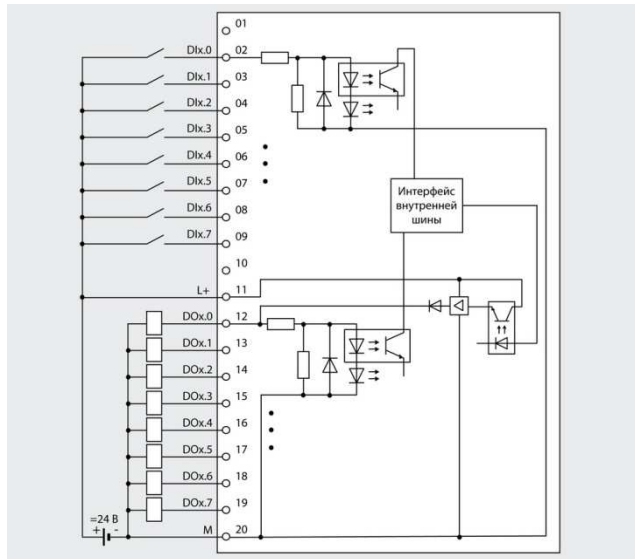 01
DIx.0 02
DIx.1 03
DIx.2 04
DIx.3 05
DIx.4 06
DIx.5 07
DIx.6 08
DIx.7 09
10
L+ 11
DOx.0 12
DOx.1 13
DOx.2 14
DOx.3 15
DOx.4 16
DOx.5 17
DOx.6 18
DOx.7 19
=24 В
+ -
M 20
Интерфейс
внутренней
шины